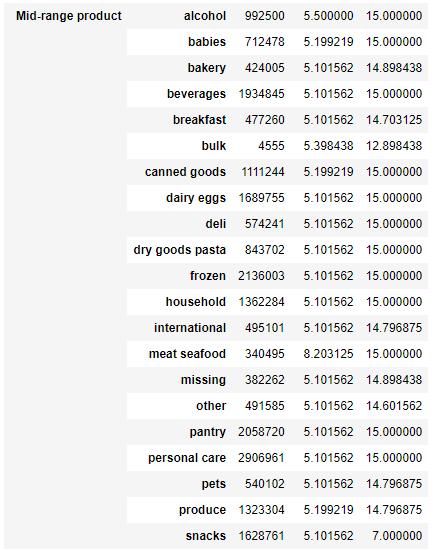 Mid-range product alcohol 992500 5.500000 15.000000
babies 712478 5.199219 15.000000
bakery 424005 5.101562 14.898438
beverages 1934845 5.101562 15.000000
breakfast 477260 5.101562 14.703125
bulk 4555 5.398438 12.898438
canned goods 1111244 5.199219 15.000000
dairy eggs 1689755 5.101562 15.000000
deli 574241 5.101562 15.000000
dry goods pasta 843702 5.101562 15.000000
frozen 2136003 5.101562 15.000000
household 1362284 5.101562 15.000000
international 495101 5.101562 14.796875
meat seafood 340495 8.203125 15.000000
missing 382262 5.101562 14.898438
other 491585 5.101562 14.601562
pantry 2058720 5.101562 15.000000
personal care 2906961 5.101562 15.000000
pets 540102 5.101562 14.796875
produce 1323304 5.199219 14.796875
snacks 1628761 5.101562 7.000000